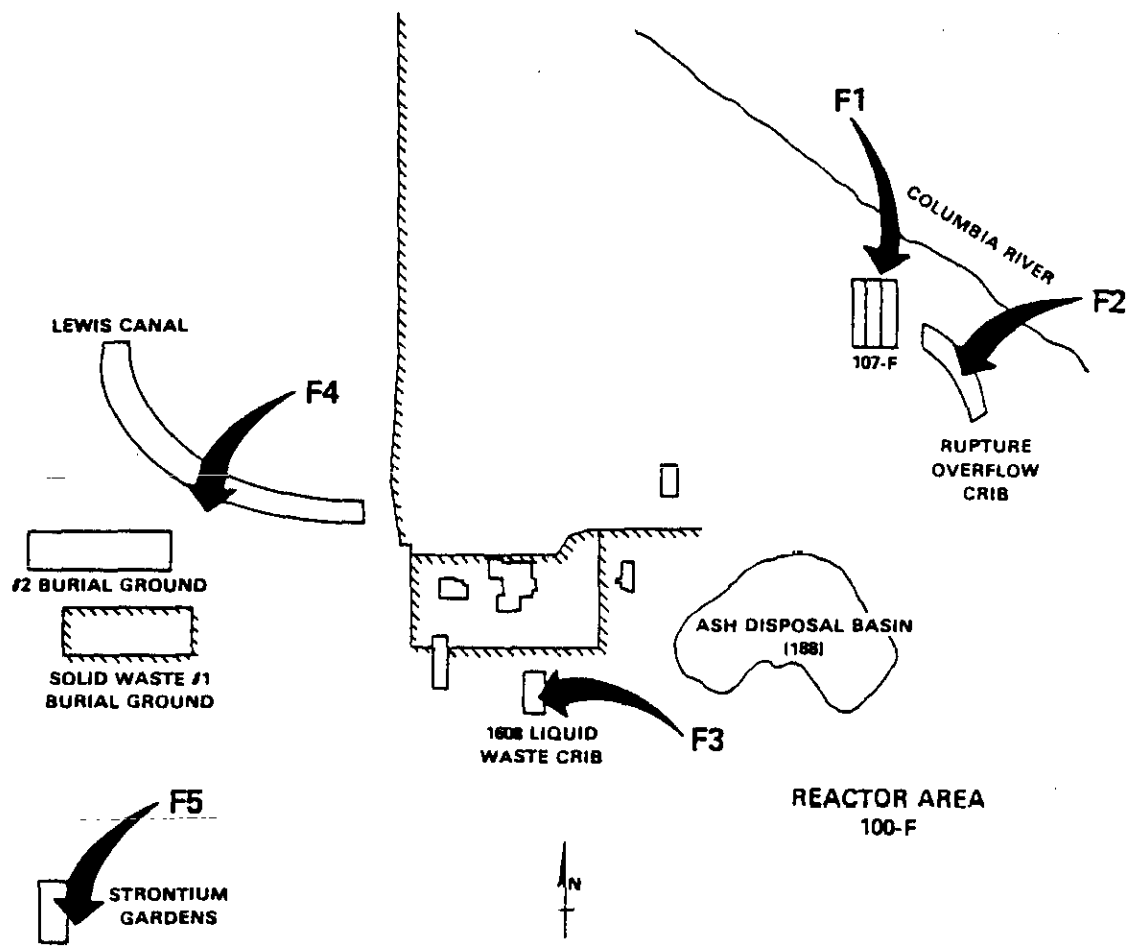 F1
COLUMBIA RIVER
F2
107-F
RUPTURE
OVERFLOW
CRIB
LEWIS CANAL
F4
#2 BURIAL GROUND
SOLID WASTE #1
BURIAL GROUND
ASH DISPOSAL BASIN
(188)
1608 LIQUID
WASTE CRIB
F3
REACTOR AREA
100-F
F5
STRONTIUM
GARDENS
N